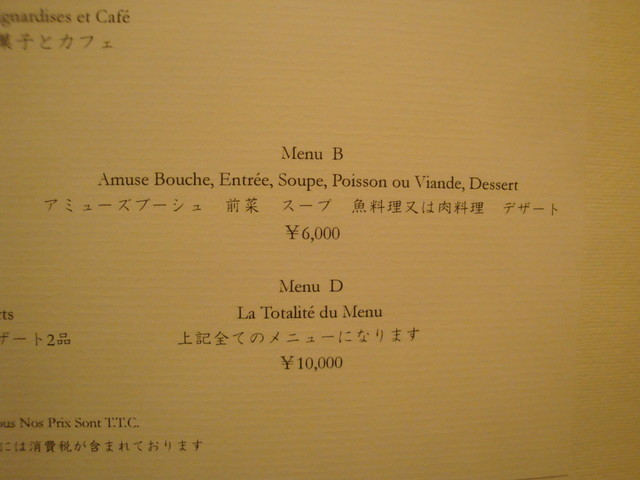 et Café
菓子とカフェ
Menu B
Amuse Bouche, Entrée, Soupe, Poisson ou Viande, Dessert
アミューズブーシュ 前菜 スープ 魚料理又は肉料理 デザート
￥6,000
Menu D
La Totalité du Menu
ザート2品 上記全てのメニューになります
￥10,000
Nos Prix Sont T.T.C.
には消費税が含まれております